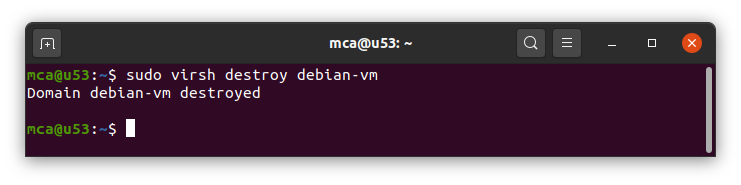 mca@u53: ~
mca@u53:~$ sudo virsh destroy debian-vm
Domain debian-vm destroyed
mca@u53:~$